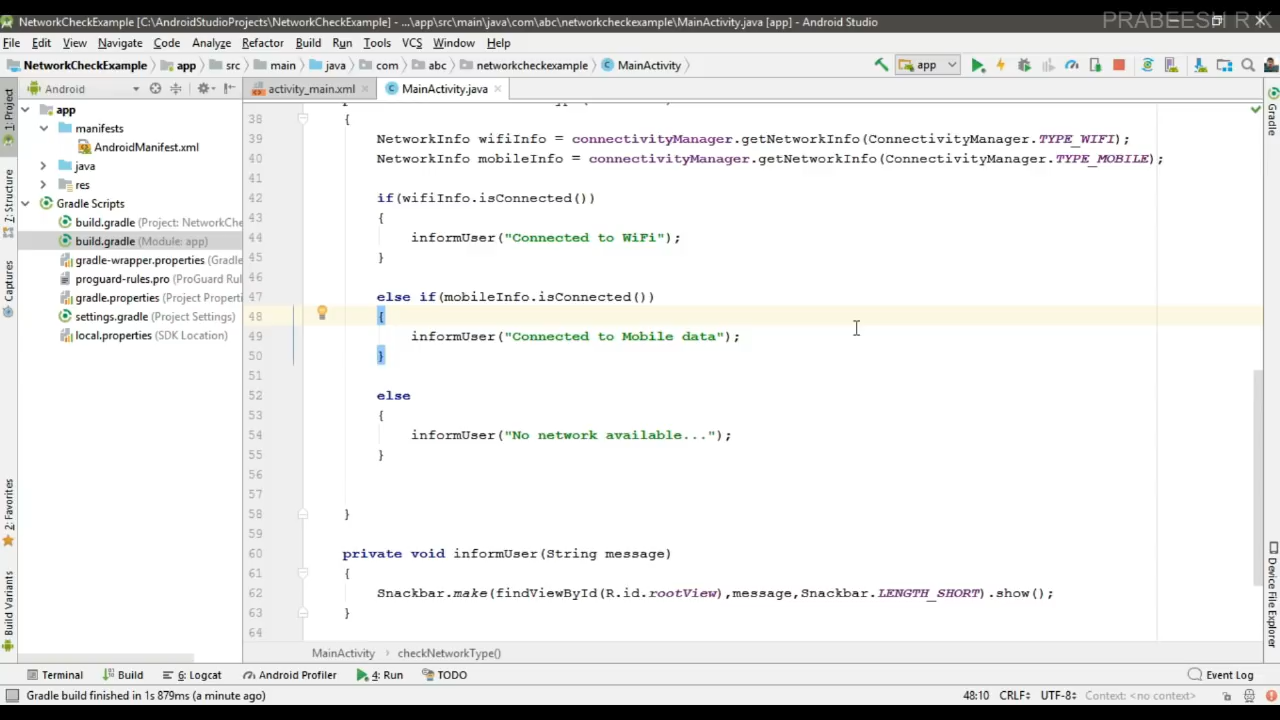 PRABEESH R K
NetworkCheckExample [C:\AndroidStudioProjects\NetworkCheckExample] - ...\app\src\main\java\com\abc\networkcheckexample\MainActivity.java [app] - Android Studio
File Edit View Navigate Code Analyze Refactor Build Run Tools VCS Window Help
NetworkCheckExample app src main java com abc networkcheckexample MainActivity app
Android activity_main.xml MainActivity.java
1: Project
Z: Structure
Captures
2: Favorites
Build Variants
app
manifests
AndroidManifest.xml
java
res
Gradle Scripts
build.gradle (Project: NetworkChe
build.gradle (Module: app)
gradle-wrapper.properties (Gradle
proguard-rules.pro (ProGuard Rul
gradle.properties (Project Propert
settings.gradle (Project Settings)
local.properties (SDK Location)
38 {
39 NetworkInfo wifiInfo = connectivityManager.getNetworkInfo(ConnectivityManager.TYPE_WIFI);
40 NetworkInfo mobileInfo = connectivityManager.getNetworkInfo(ConnectivityManager.TYPE_MOBILE);
41
42 if(wifiInfo.isConnected())
43 {
44 informUser("Connected to WiFi");
45 }
46
47 else if(mobileInfo.isConnected())
48 {
49 informUser("Connected to Mobile data");
50 }
51
52 else
53 {
54 informUser("No network available...");
55 }
56
57
58 }
59
60 private void informUser(String message)
61 {
62 Snackbar.make(findViewById(R.id.rootView),message,Snackbar.LENGTH_SHORT).show();
63 }
64
Gradle
Device File Explorer
MainActivity checkNetworkType()
Terminal Build 6: Logcat Android Profiler 4: Run TODO Event Log
Gradle build finished in 1s 879ms (a minute ago) 48:10 CRLF UTF-8 Context: <no context>